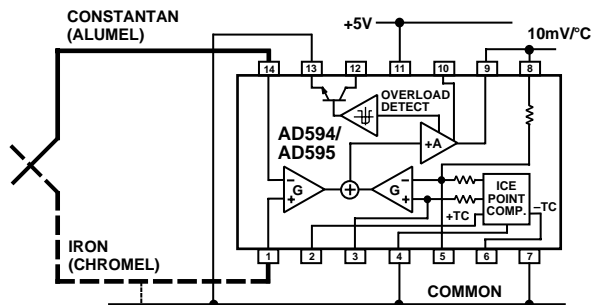 CONSTANTAN
(ALUMEL)
+5V
10mV/°C
14
13
12
11
10
9
8
OVERLOAD
DETECT
AD594/
AD595
+A
–
G
+
–
G
+
ICE
POINT
COMP.
+TC
–TC
1
2
3
4
5
6
7
IRON
(CHROMEL)
COMMON